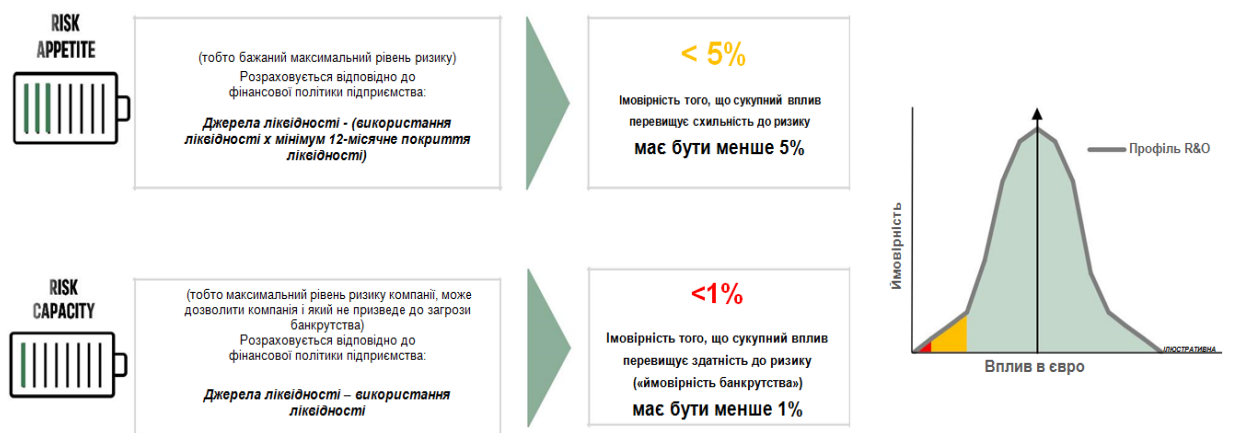 RISK
APPETITE
(тобто бажаний максимальний рівень ризику)
Розраховується відповідно до
фінансової політики підприємства:
Джерела ліквідності - (використання
ліквідності х мінімум 12-місячне покриття
ліквідності)
< 5%
Імовірність того, що сукупний вплив
перевищує схильність до ризику
має бути менше 5%
RISK
CAPACITY
(тобто максимальний рівень ризику компанії, може
дозволити компанія і який не призведе до загрози
банкрутства)
Розраховується відповідно до
фінансової політики підприємства:
Джерела ліквідності – використання
ліквідності
<1%
Імовірність того, що сукупний вплив
перевищує здатність до ризику
(«ймовірність банкрутства»)
має бути менше 1%
Профіль R&O
Ймовірність
ІЛЮСТРАТИВНА
Вплив в євро